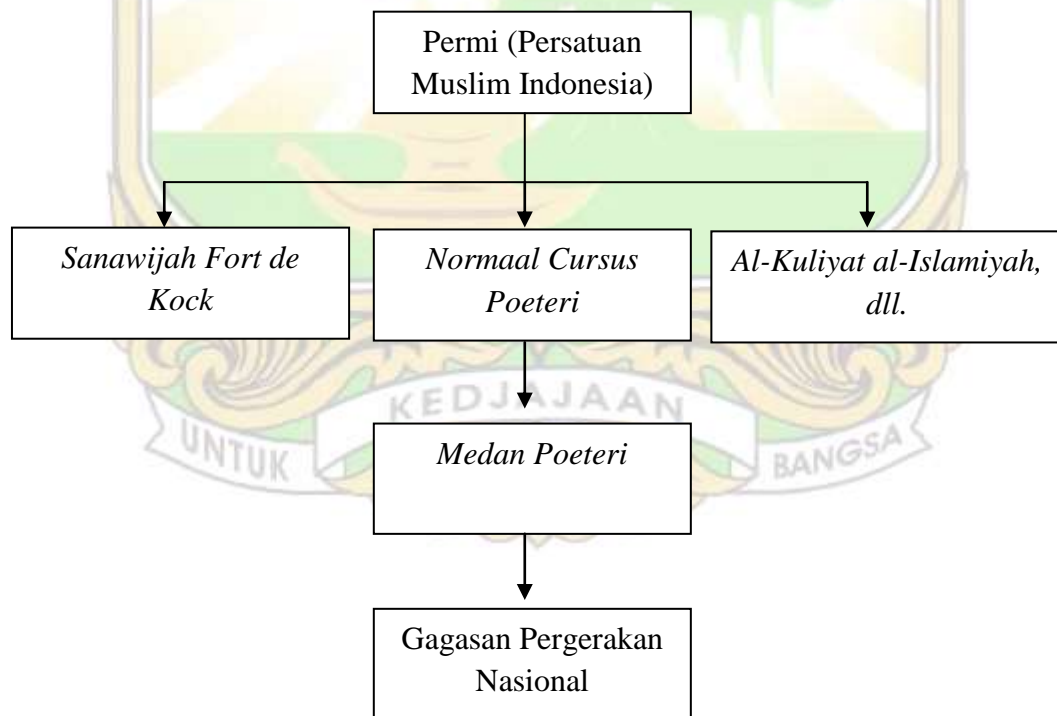 Permi (Persatuan
Muslim Indonesia)
Sanawijah Fort de
Kock
Normaal Cursus
Poeteri
Al-Kuliyat al-Islamiyah,
dll.
UNTUK KEDJAJAAN BANGSA
Medan Poeteri
Gagasan Pergerakan
Nasional